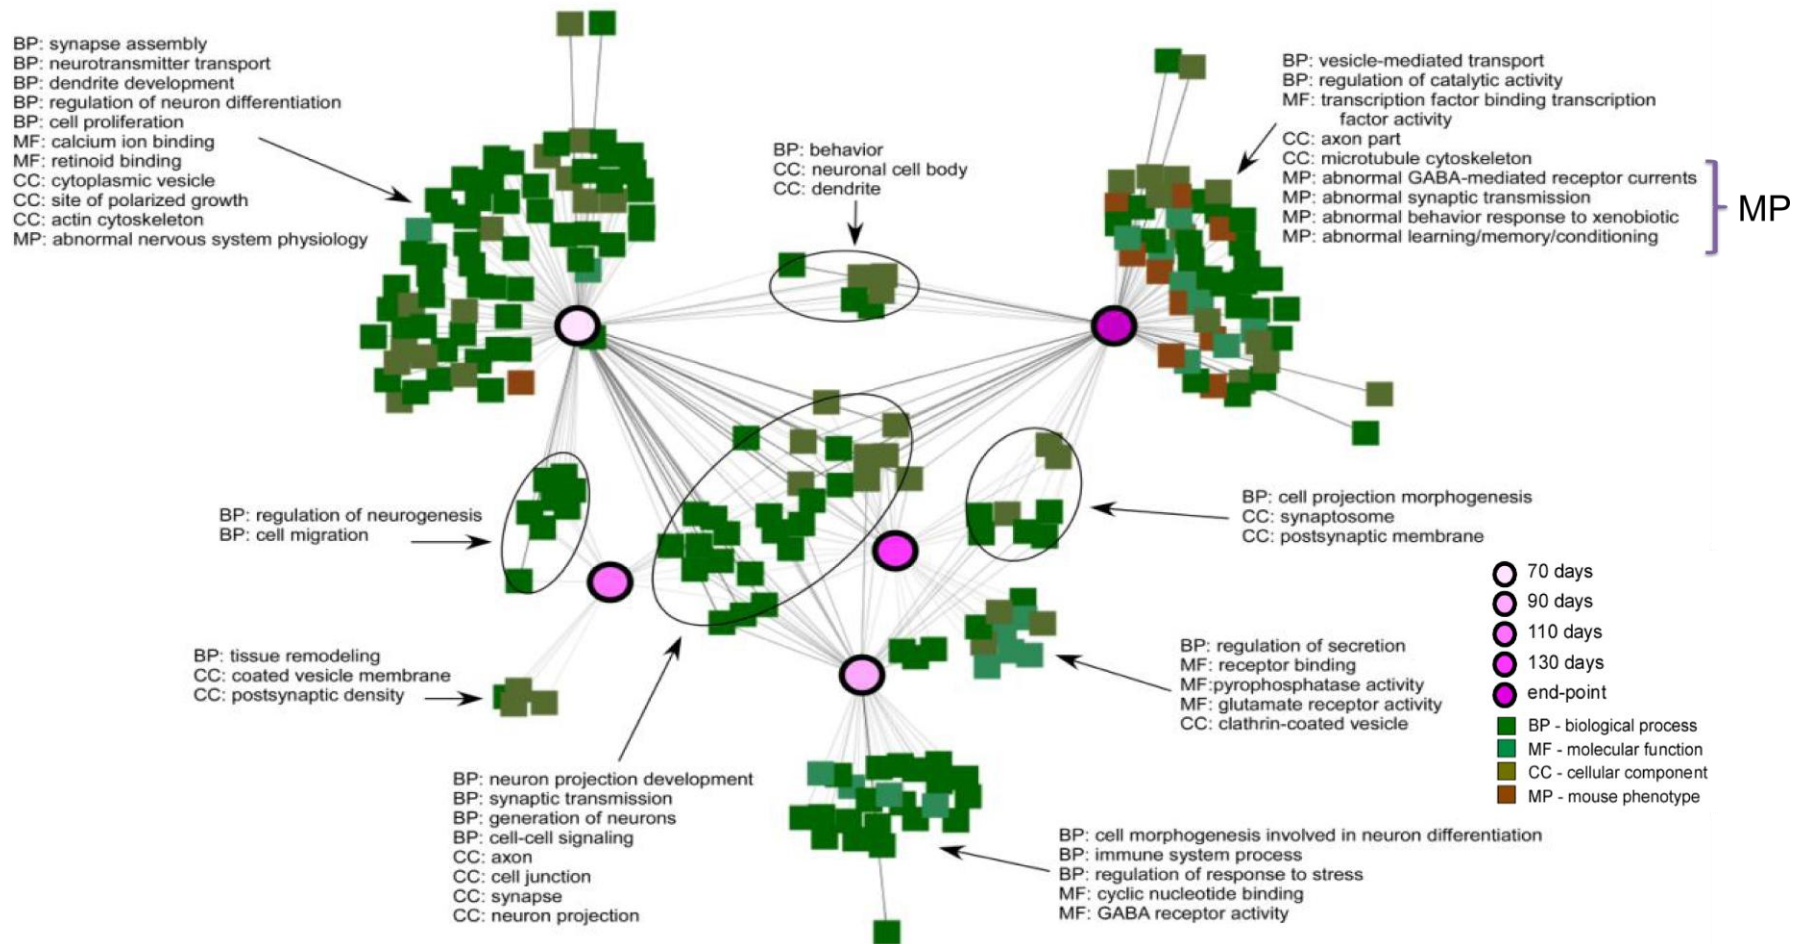 BP: synapse assembly
BP: neurotransmitter transport
BP: dendrite development
BP: regulation of neuron differentiation
BP: cell proliferation
MF: calcium ion binding
MF: retinoid binding
CC: cytoplasmic vesicle
CC: site of polarized growth
CC: actin cytoskeleton
MP: abnormal nervous system physiology
BP: behavior
CC: neuronal cell body
CC: dendrite
BP: vesicle-mediated transport
BP: regulation of catalytic activity
MF: transcription factor binding transcription
factor activity
CC: axon part
CC: microtubule cytoskeleton
MP: abnormal GABA-mediated receptor currents
MP: abnormal synaptic transmission
MP: abnormal behavior response to xenobiotic
MP: abnormal learning/memory/conditioning
MP
BP: regulation of neurogenesis
BP: cell migration
BP: cell projection morphogenesis
CC: synaptosome
CC: postsynaptic membrane
BP: tissue remodeling
CC: coated vesicle membrane
CC: postsynaptic density
BP: regulation of secretion
MF: receptor binding
MF:pyrophosphatase activity
MF: glutamate receptor activity
CC: clathrin-coated vesicle
70 days
90 days
110 days
130 days
end-point
BP - biological process
MF - molecular function
CC - cellular component
MP - mouse phenotype
BP: neuron projection development
BP: synaptic transmission
BP: generation of neurons
BP: cell-cell signaling
CC: axon
CC: cell junction
CC: synapse
CC: neuron projection
BP: cell morphogenesis involved in neuron differentiation
BP: immune system process
BP: regulation of response to stress
MF: cyclic nucleotide binding
MF: GABA receptor activity